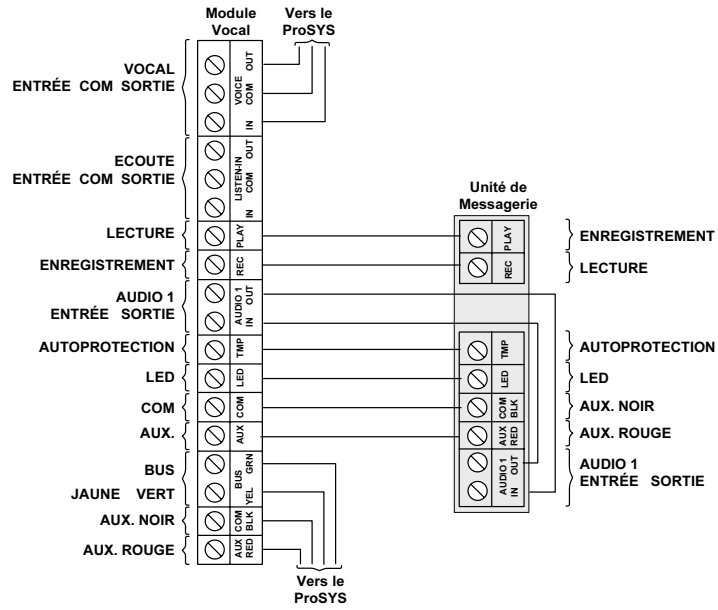 Module
Vocal
Vers le
ProSYS
VOCAL
ENTRÉE COM SORTIE
VOICE
OUT
COM
IN
ECOUTE
ENTRÉE COM SORTIE
LISTEN-IN
OUT
COM
IN
LECTURE
PLAY
ENREGISTREMENT
REC
AUDIO 1
ENTRÉE SORTIE
AUDIO 1
OUT
IN
AUTOPROTECTION
TMP
LED
LED
COM
COM
AUX.
AUX
BUS
JAUNE VERT
BUS
GRN
YEL
AUX. NOIR
COM
BLK
AUX. ROUGE
AUX
RED
Vers le
ProSYS
Unité de
Messagerie
PLAY
ENREGISTREMENT
REC
LECTURE
TMP
AUTOPROTECTION
LED
LED
COM
BLK
AUX. NOIR
AUX
RED
AUX. ROUGE
AUDIO 1
OUT
IN
AUDIO 1
ENTRÉE SORTIE